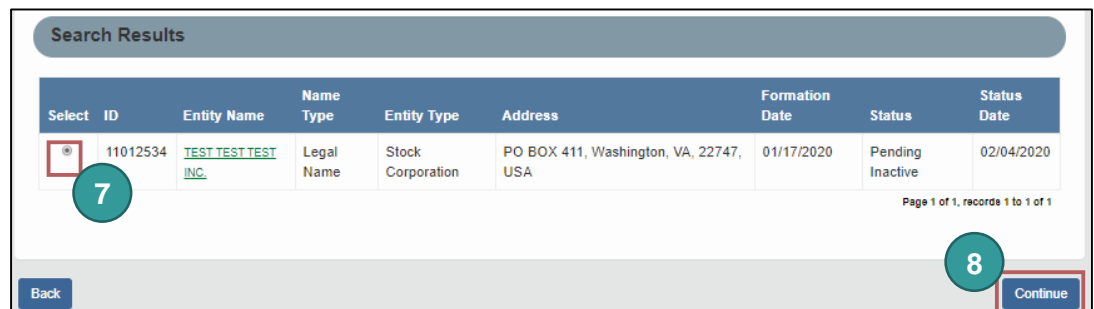 Search Results
Select ID Entity Name Name Type Entity Type Address Formation Date Status Status Date
11012534 TEST TEST TEST INC. Legal Name Stock Corporation PO BOX 411, Washington, VA, 22747, USA 01/17/2020 Pending Inactive 02/04/2020
7
Page 1 of 1, records 1 to 1 of 1
8
Back Continue